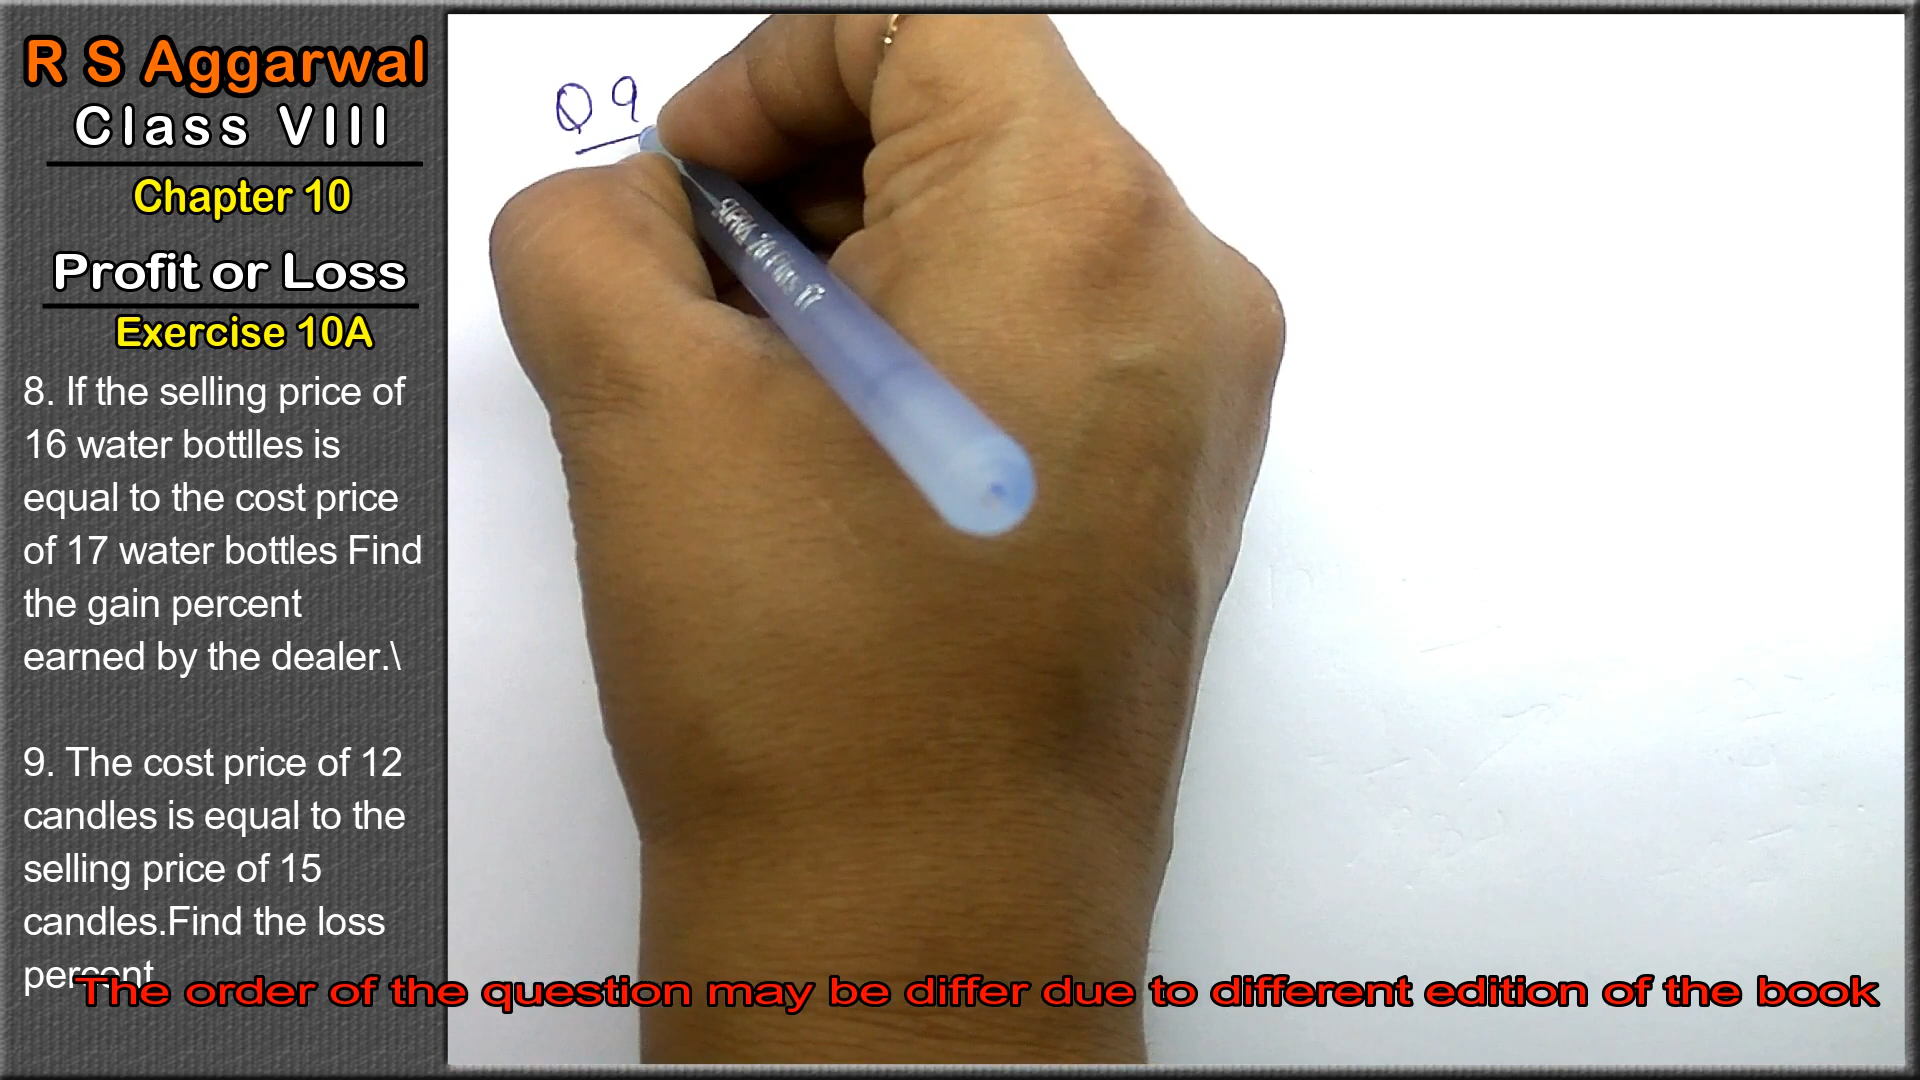 R S Aggarwal
Class VIII
Chapter 10
Profit or Loss
Exercise 10A
8. If the selling price of
16 water bottlles is
equal to the cost price
of 17 water bottles Find
the gain percent
earned by the dealer.\
9. The cost price of 12
candles is equal to the
selling price of 15
candles.Find the loss
percent
The order of the question may be differ due to different edition of the book
Q 9